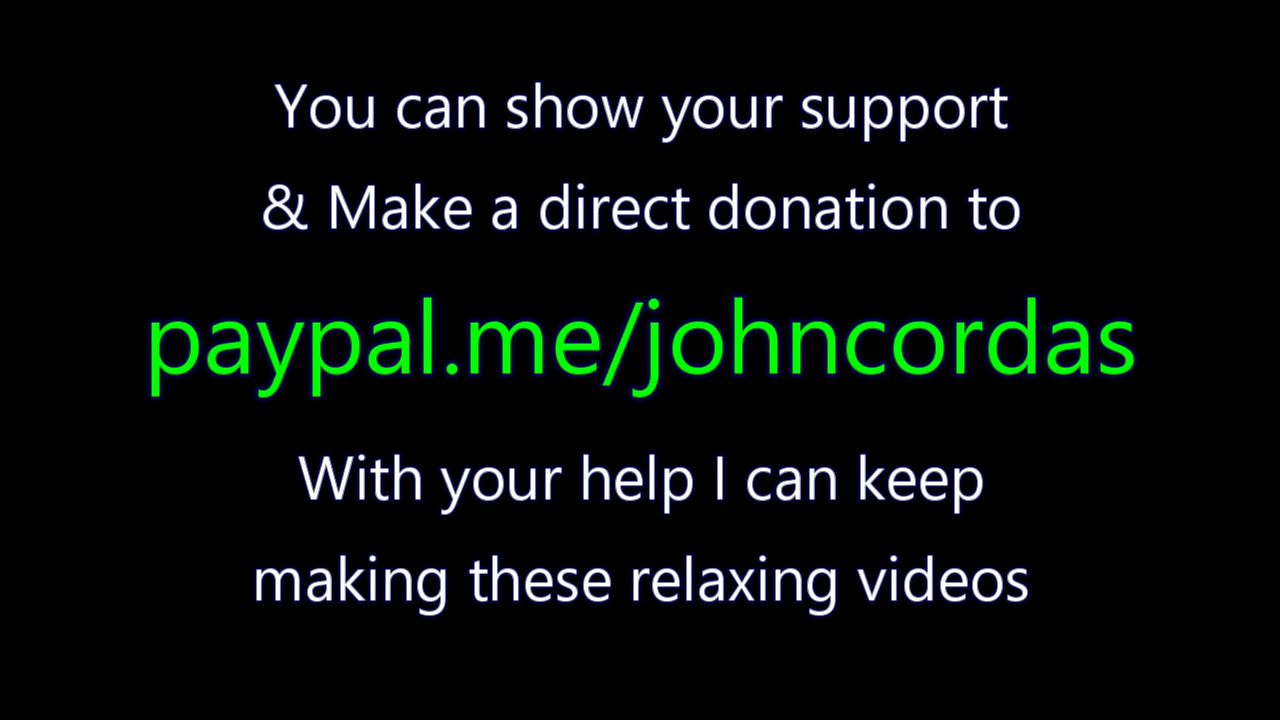 You can show your support
& Make a direct donation to
paypal.me/johncordas
With your help I can keep
making these relaxing videos